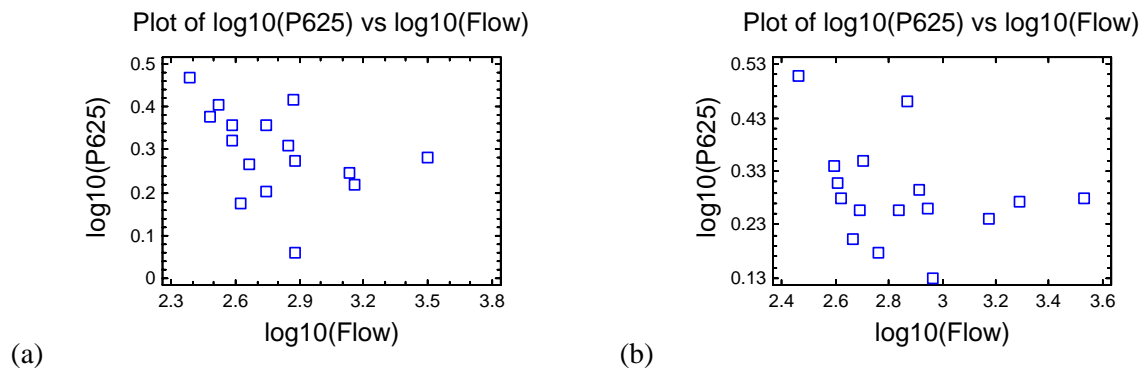 Plot of log10(P625) vs log10(Flow)
log10(P625)
0.5
0.4
0.3
0.2
0.1
0
2.3 2.6 2.9 3.2 3.5 3.8
log10(Flow)
(a)
Plot of log10(P625) vs log10(Flow)
log10(P625)
0.53
0.43
0.33
0.23
0.13
2.4 2.6 2.8 3 3.2 3.4 3.6
log10(Flow)
(b)